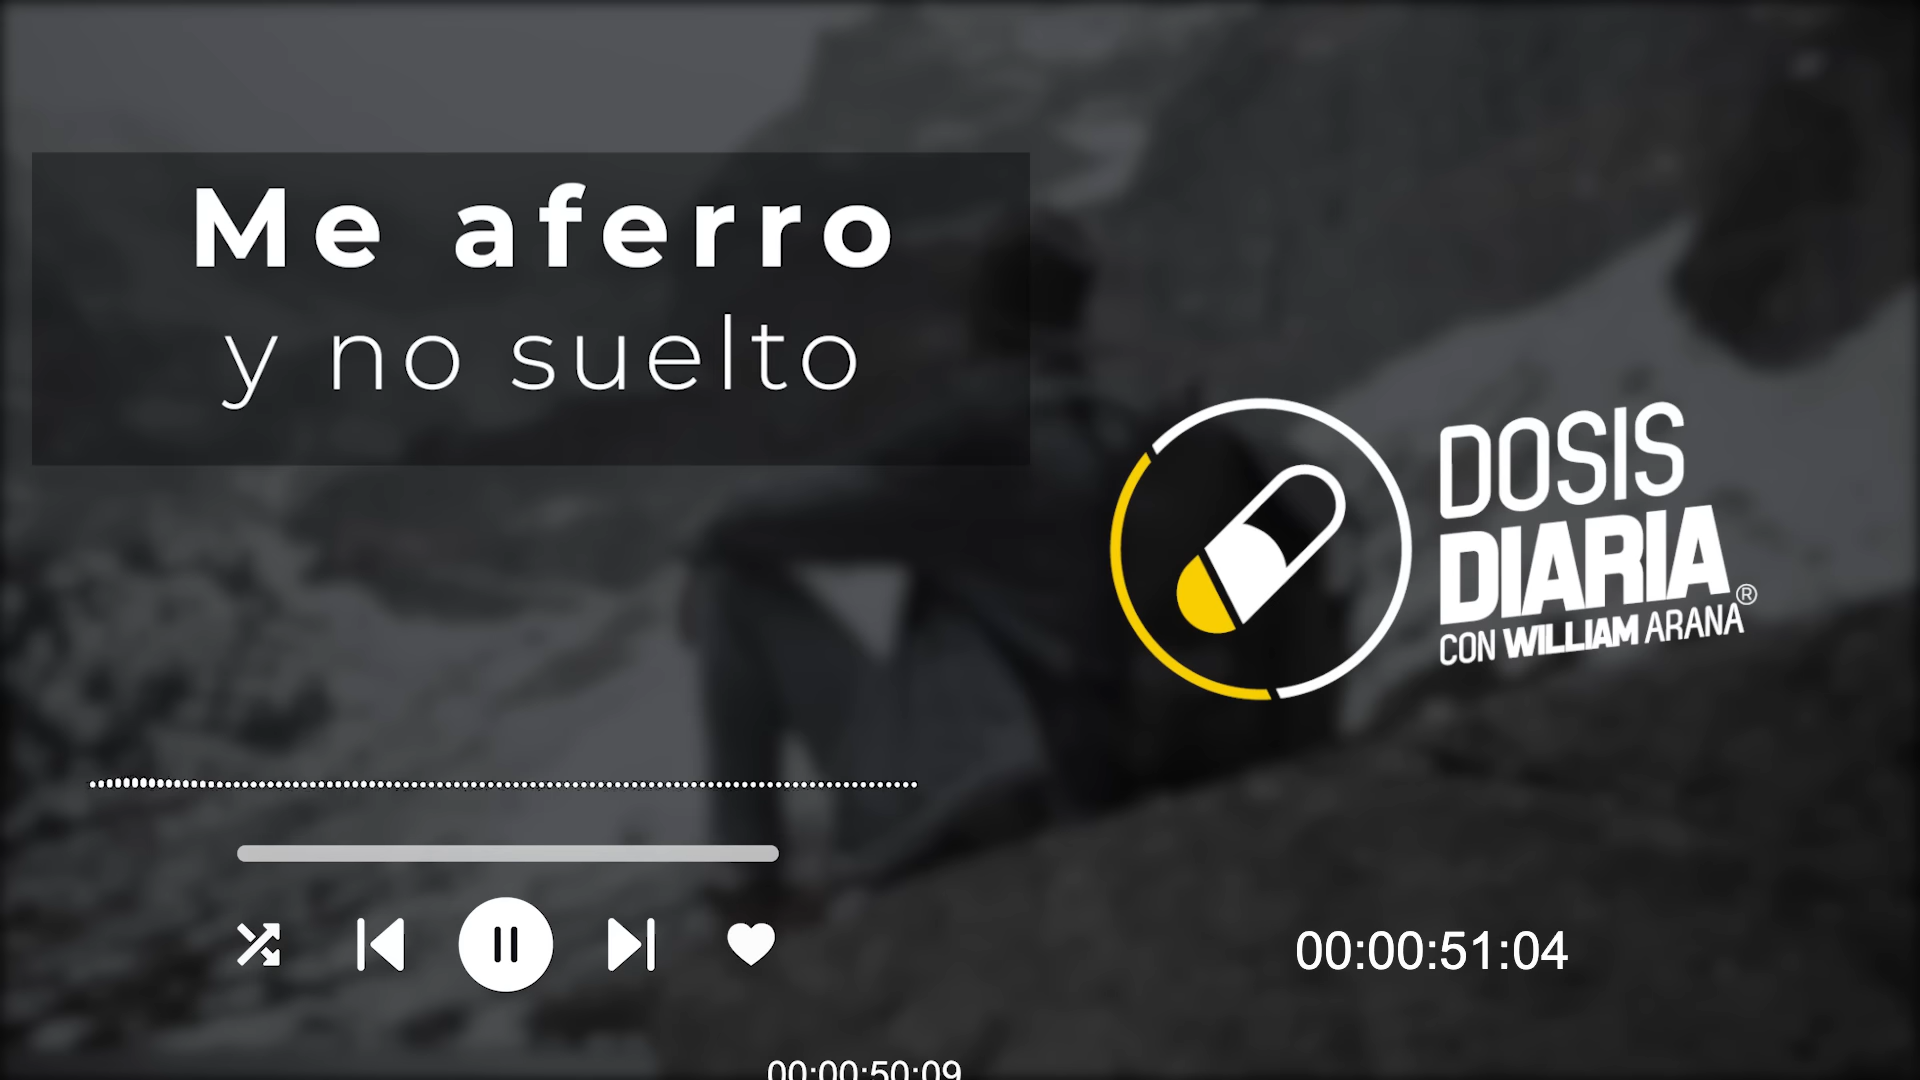 Me aferro
y no suelto
DOSIS
DIARIA®
CON WILLIAM ARANA
00:00:51:04
00:00:50:09